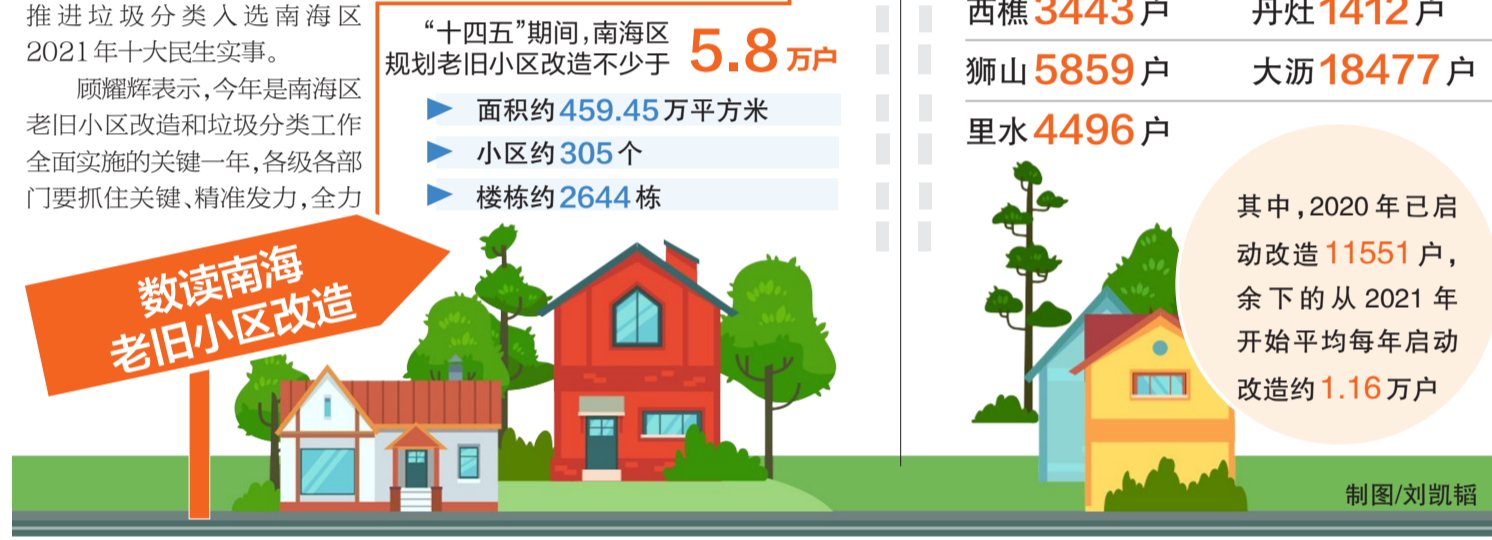 推进垃圾分类入选南海区
2021年十大民生实事。
顾耀辉表示,今年是南海区
老旧小区改造和垃圾分类工作
全面实施的关键一年,各级各部
门要抓住关键、精准发力,全力
“十四五”期间,南海区
规划老旧小区改造不少于 5.8万户
面积约459.45万平方米
小区约305个
楼栋约2644栋
数读南海
老旧小区改造
西樵3443户 丹灶1412户
狮山5859户 大沥18477户
里水4496户
其中,2020年已启
动改造11551户,
余下的从2021年
开始平均每年启动
改造约1.16万户
制图/刘凯韬